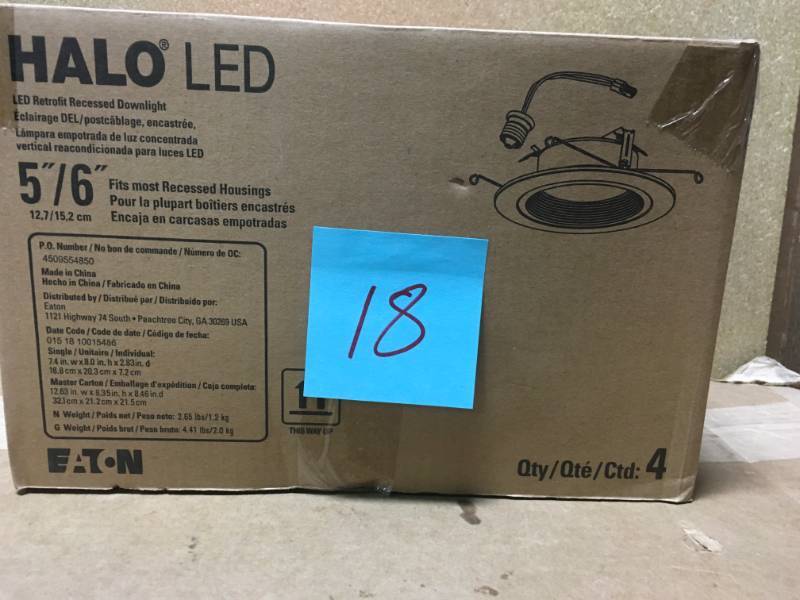 HALO® LED
LED Retrofit Recessed Downlight
Éclairage DEL/postcâblage, encastrée,
Lámpara empotrada de luz concentrada
vertical reacondicionada para luces LED
5″/6″
12,7/15,2 cm
Fits most Recessed Housings
Pour la plupart boîtiers encastrés
Encaja en carcasas empotradas
P.O. Number / No bon de commande / Número de OC:
4509554850
Made in China
Hecho in China / Fabricado en China
Distributed by / Distribué par / Distribuido por:
Eaton
1121 Highway 74 South • Peachtree City, GA 30269 USA
Date Code / Code de date / Código de fecha:
015 18 10015486
Single / Unitaire / Individual:
7.4 in. w x 8.0 in. h x 2.83 in. d
18.8 cm x 20.3 cm x 7.2 cm
Master Carton / Emballage d'expédition / Caja completa:
12.63 in. w x 8.35 in. h x 8.46 in d
32.1 cm x 21.2 cm x 21.5 cm
N Weight / Poids net / Peso neto: 2.65 lbs/1.2 kg
G Weight / Poids brut / Peso bruto: 4.41 lbs/2.0 kg
18
THIS WAY UP
EATON
Qty/Qté/Ctd: 4